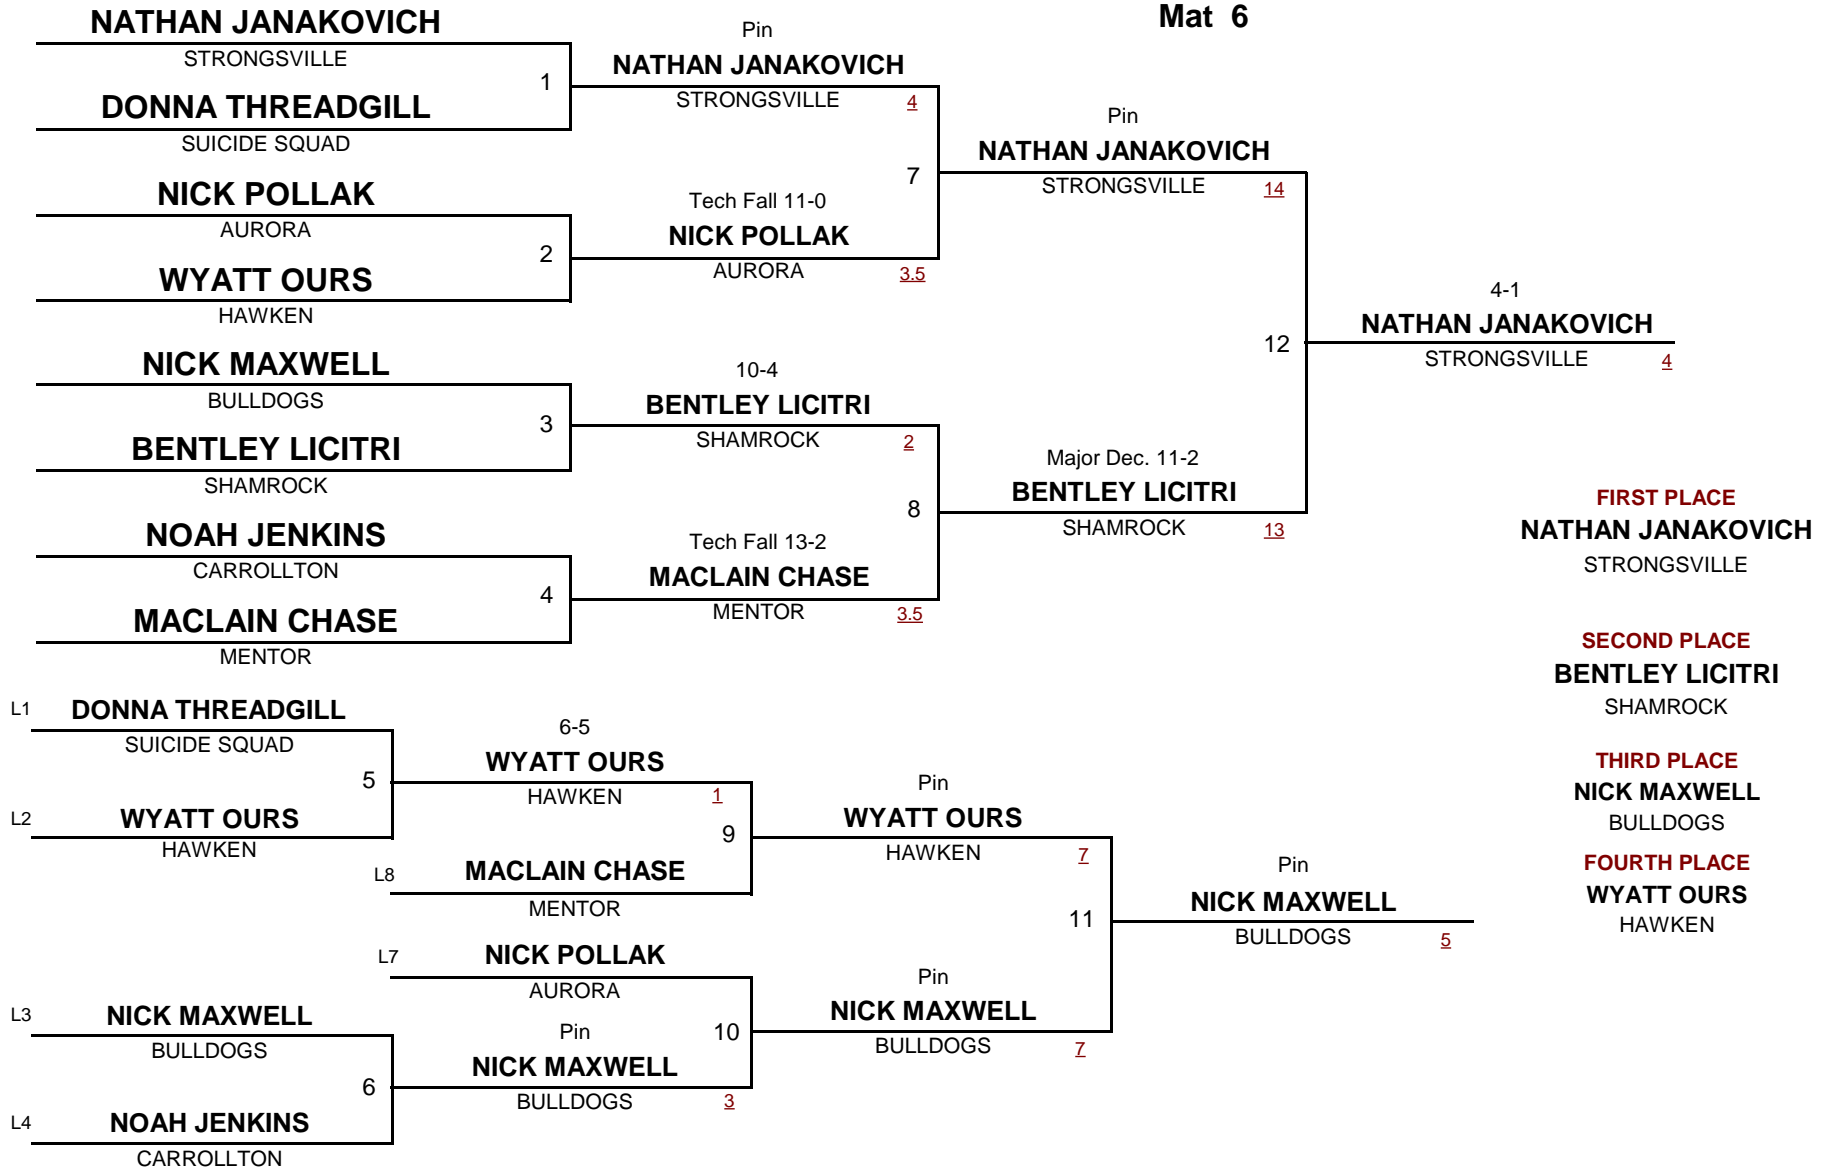 Mat 6
NATHAN JANAKOVICH
STRONGSVILLE
1
DONNA THREADGILL
SUICIDE SQUAD
NICK POLLAK
AURORA
2
WYATT OURS
HAWKEN
NICK MAXWELL
BULLDOGS
3
BENTLEY LICITRI
SHAMROCK
NOAH JENKINS
CARROLLTON
4
MACLAIN CHASE
MENTOR
Pin
NATHAN JANAKOVICH
STRONGSVILLE 4
7
Tech Fall 11-0
NICK POLLAK
AURORA 3.5
10-4
BENTLEY LICITRI
SHAMROCK 2
8
Tech Fall 13-2
MACLAIN CHASE
MENTOR 3.5
Pin
NATHAN JANAKOVICH
STRONGSVILLE 14
12
Major Dec. 11-2
BENTLEY LICITRI
SHAMROCK 13
4-1
NATHAN JANAKOVICH
STRONGSVILLE 4
FIRST PLACE
NATHAN JANAKOVICH
STRONGSVILLE
SECOND PLACE
BENTLEY LICITRI
SHAMROCK
THIRD PLACE
NICK MAXWELL
BULLDOGS
FOURTH PLACE
WYATT OURS
HAWKEN
L1 DONNA THREADGILL
SUICIDE SQUAD
5
L2 WYATT OURS
HAWKEN
L3 NICK MAXWELL
BULLDOGS
6
L4 NOAH JENKINS
CARROLLTON
6-5
WYATT OURS
HAWKEN 1
9
L8 MACLAIN CHASE
MENTOR
L7 NICK POLLAK
AURORA
10
Pin
NICK MAXWELL
BULLDOGS 3
Pin
WYATT OURS
HAWKEN 7
11
Pin
NICK MAXWELL
BULLDOGS 7
Pin
NICK MAXWELL
BULLDOGS 5